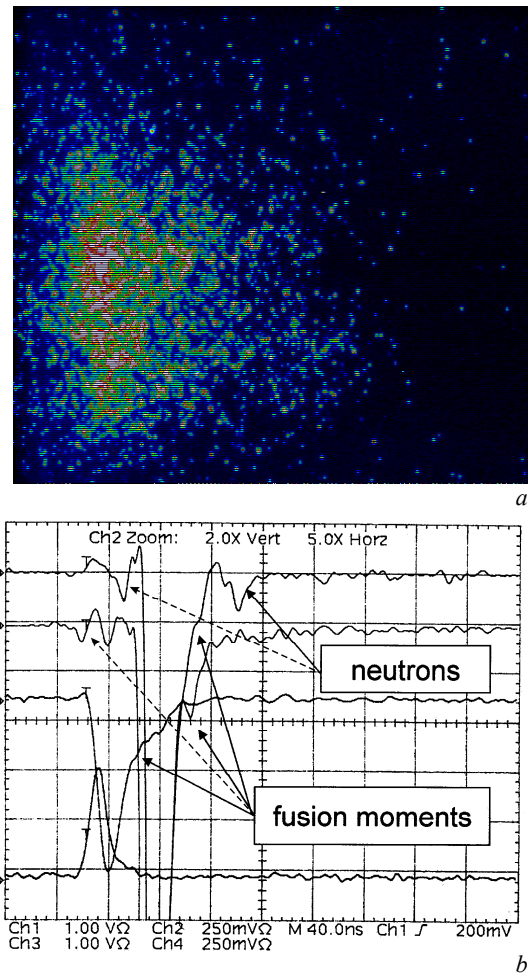 a
Ch2 Zoom: 2.0X Vert 5.0X Horz
neutrons
fusion moments
Ch1 1.00 VΩ Ch2 250mVΩ M 40.0ns Ch1 ʃ 200mV
Ch3 1.00 VΩ Ch4 250mVΩ
b